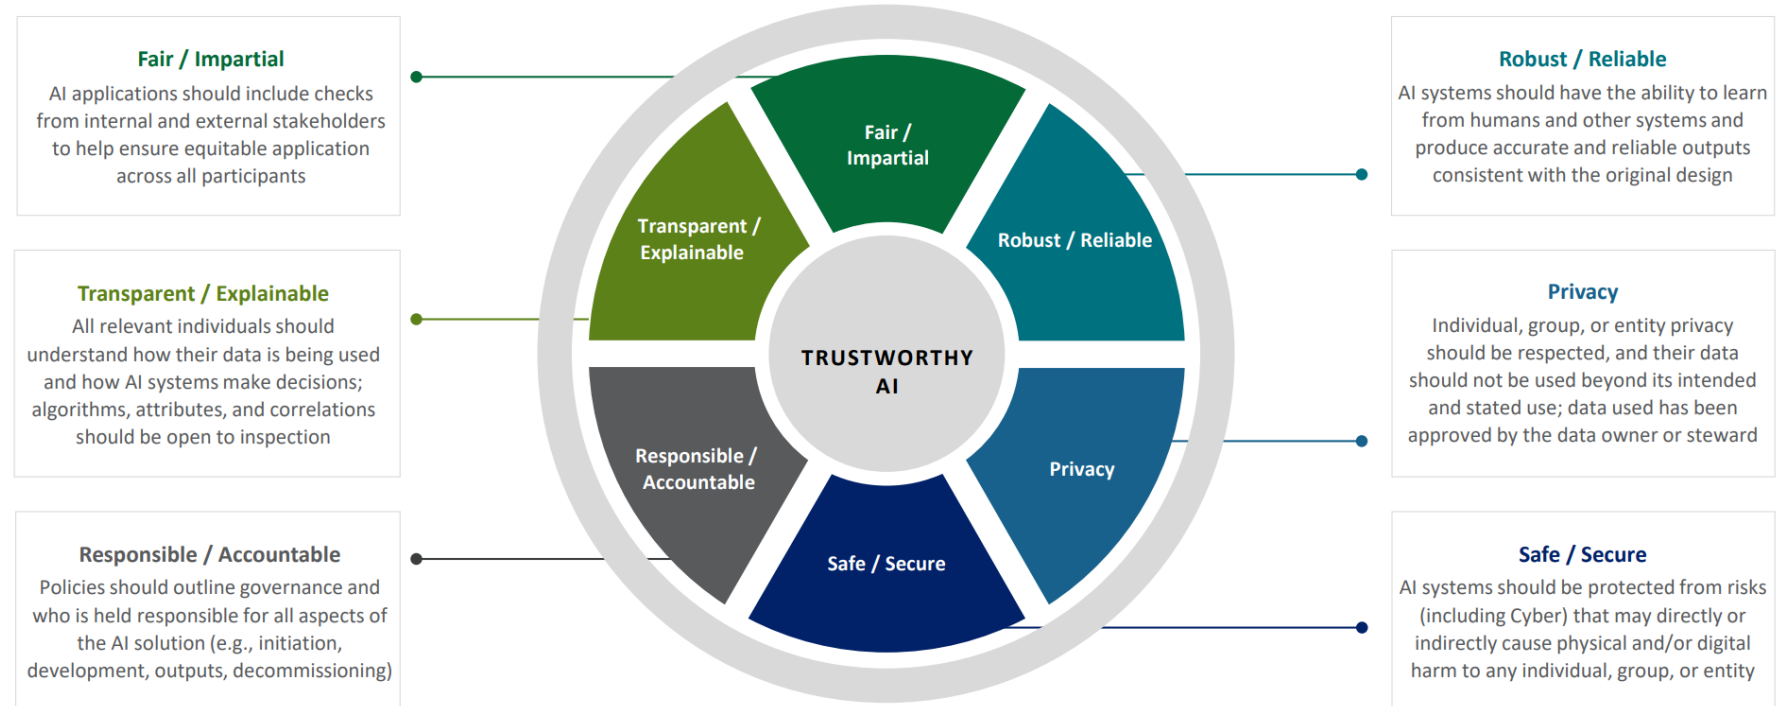 Fair / Impartial
AI applications should include checks
from internal and external stakeholders
to help ensure equitable application
across all participants
Transparent / Explainable
All relevant individuals should
understand how their data is being used
and how AI systems make decisions;
algorithms, attributes, and correlations
should be open to inspection
Responsible / Accountable
Policies should outline governance and
who is held responsible for all aspects of
the AI solution (e.g., initiation,
development, outputs, decommissioning)
Fair /
Impartial
Transparent /
Explainable
Robust / Reliable
TRUSTWORTHY
AI
Responsible /
Accountable
Privacy
Safe / Secure
Robust / Reliable
AI systems should have the ability to learn
from humans and other systems and
produce accurate and reliable outputs
consistent with the original design
Privacy
Individual, group, or entity privacy
should be respected, and their data
should not be used beyond its intended
and stated use; data used has been
approved by the data owner or steward
Safe / Secure
AI systems should be protected from risks
(including Cyber) that may directly or
indirectly cause physical and/or digital
harm to any individual, group, or entity